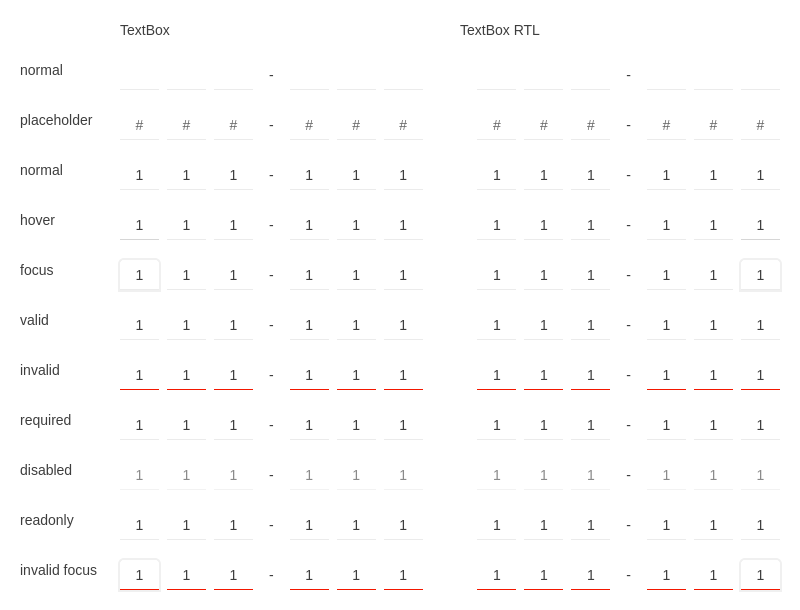 TextBox TextBox RTL
normal - -
placeholder # # # - # # # # # # - # # #
normal 1 1 1 - 1 1 1 1 1 1 - 1 1 1
hover 1 1 1 - 1 1 1 1 1 1 - 1 1 1
focus 1 1 1 - 1 1 1 1 1 1 - 1 1 1
valid 1 1 1 - 1 1 1 1 1 1 - 1 1 1
invalid 1 1 1 - 1 1 1 1 1 1 - 1 1 1
required 1 1 1 - 1 1 1 1 1 1 - 1 1 1
disabled 1 1 1 - 1 1 1 1 1 1 - 1 1 1
readonly 1 1 1 - 1 1 1 1 1 1 - 1 1 1
invalid focus 1 1 1 - 1 1 1 1 1 1 - 1 1 1